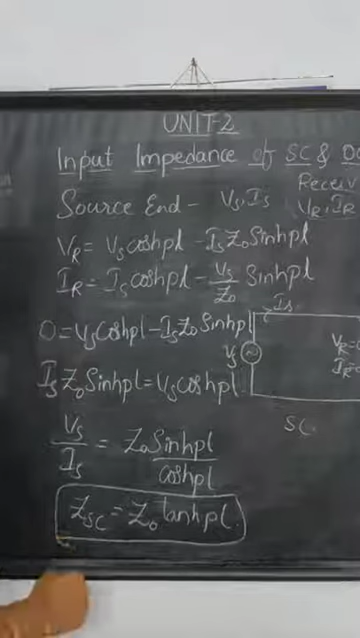 UNIT-2
Input Impedance of SC & O
Source End - Vs, Is
Receiv
VR, IR
VR = Vs coshpl - IsZo Sinhpl
IR = Is coshpl - Vs/Zo Sinhpl
Is
0 = Vs coshpl - IsZo Sinhpl
Vs
VR=
IR=
IsZo Sinhpl = Vs coshpl
SC
Vs/Is = Zo Sinhpl/coshpl
Zsc = Zo tanhpl.